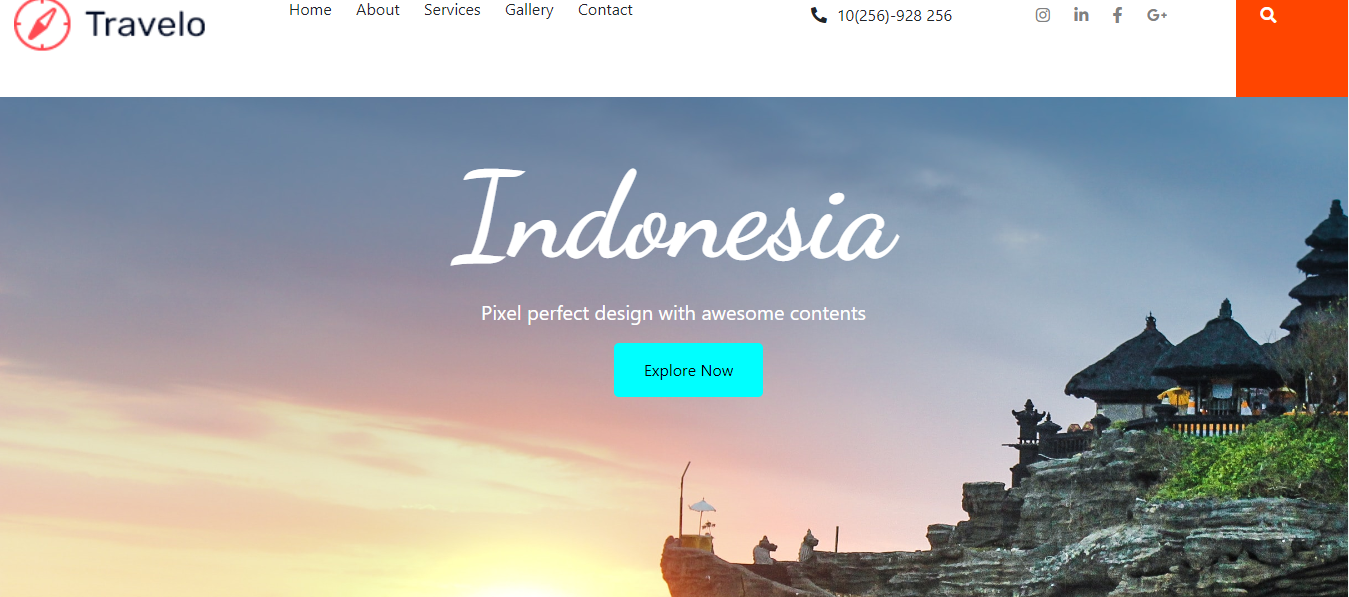 Travelo
Home About Services Gallery Contact
10(256)-928 256
G+
Indonesia
Pixel perfect design with awesome contents
Explore Now